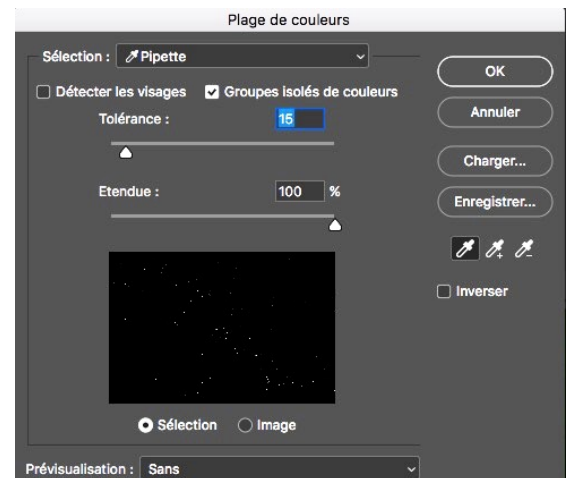 Plage de couleurs
Sélection : Pipette
OK
Détecter les visages Groupes isolés de couleurs
Tolérance : 15
Annuler
Charger...
Etendue : 100 %
Enregistrer...
Inverser
Sélection Image
Prévisualisation : Sans